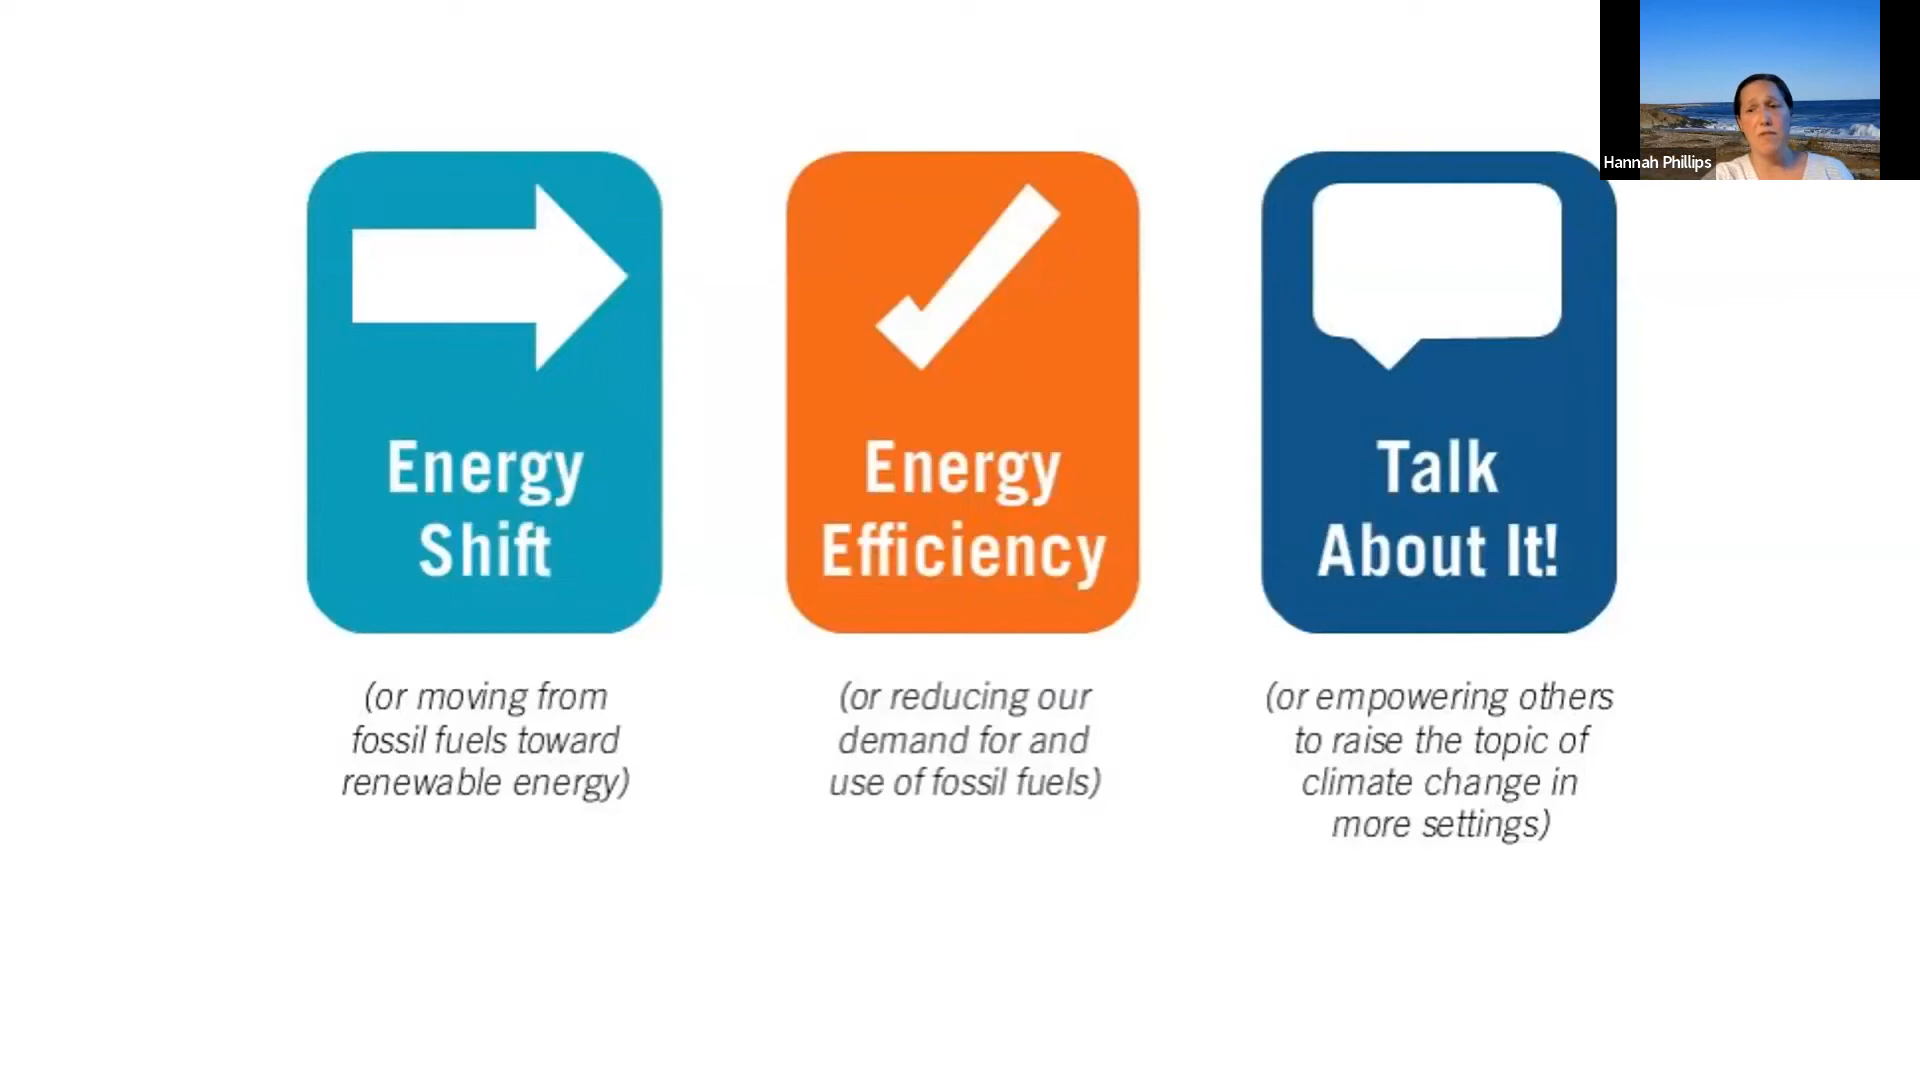 Hannah Phillips
Energy
Shift
(or moving from
fossil fuels toward
renewable energy)
Energy
Efficiency
(or reducing our
demand for and
use of fossil fuels)
Talk
About It!
(or empowering others
to raise the topic of
climate change in
more settings)